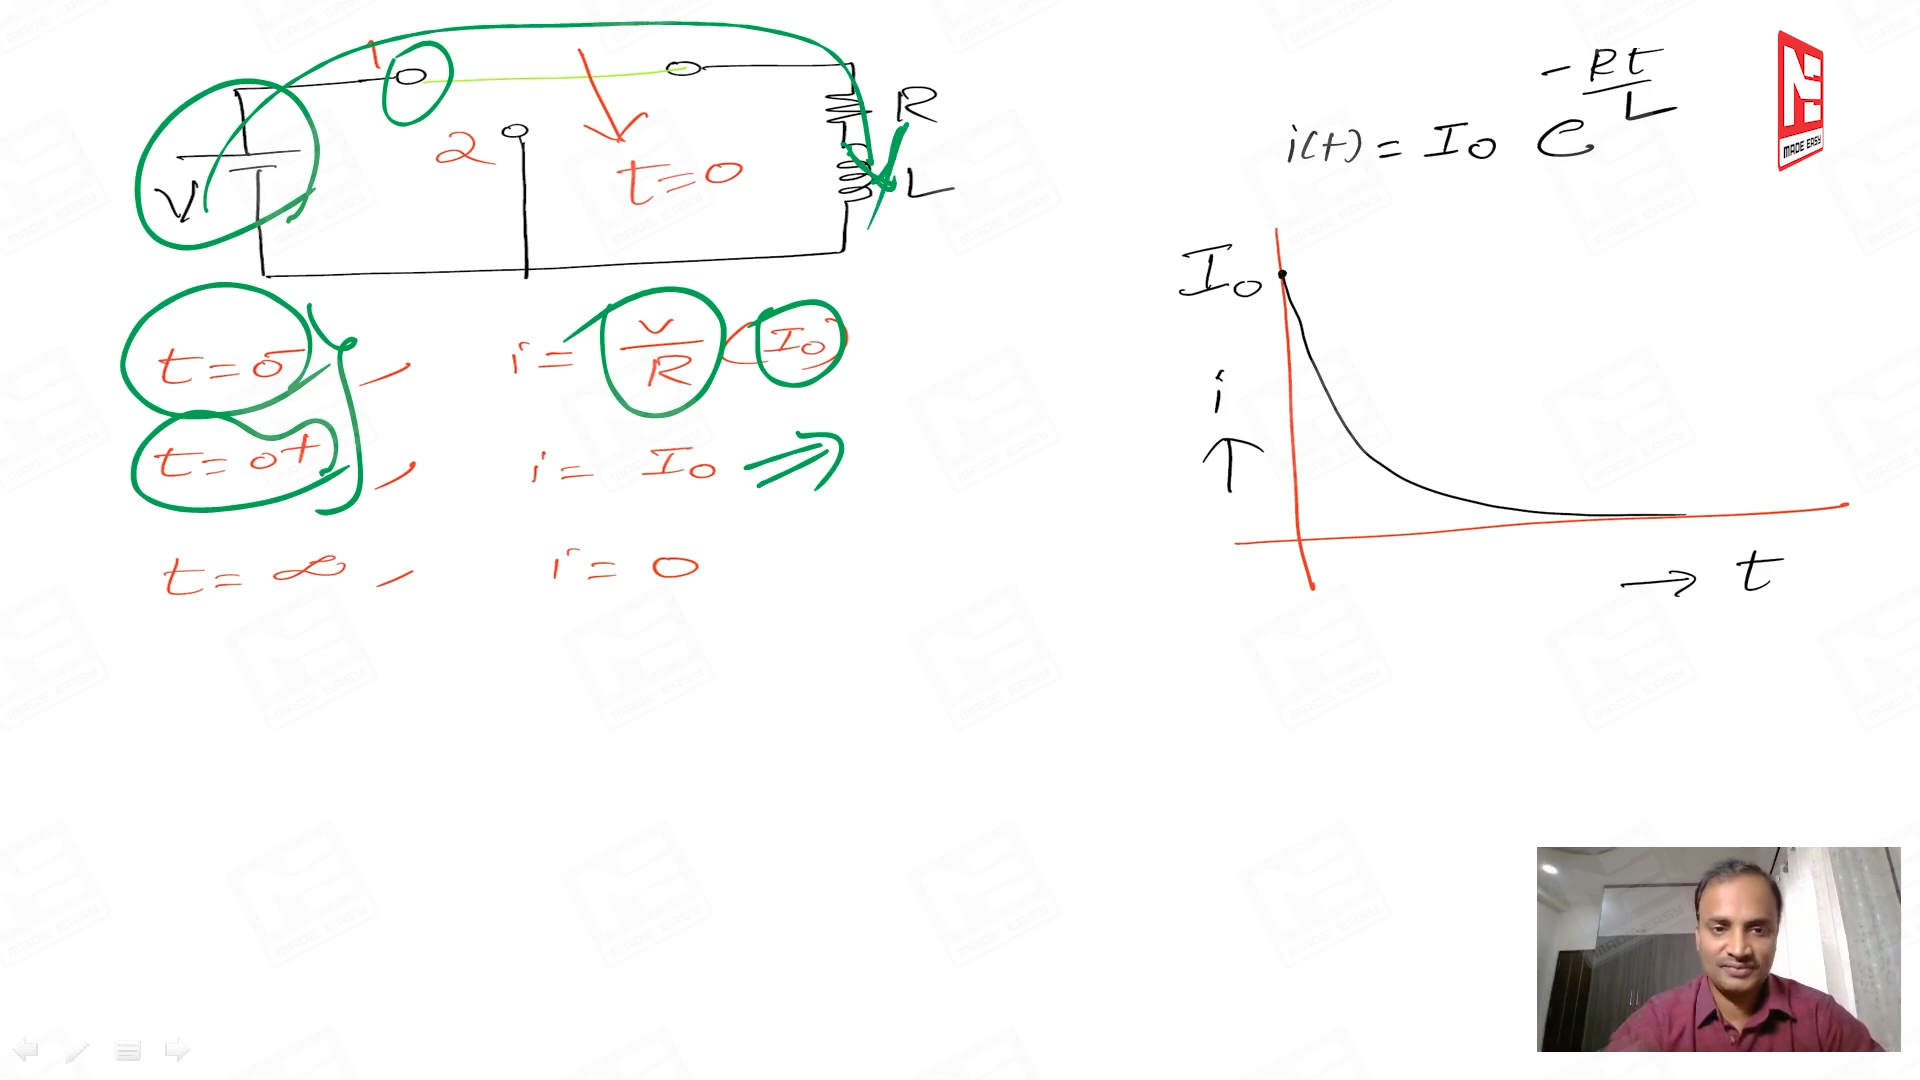 1
R
2
t=0
V
L
t=0⁻, i= V/R (I₀)
t=0+, i= I₀
t=∞, i=0
i(t) = I₀ e^(-Rt/L)
MADE EASY
I₀
i
t